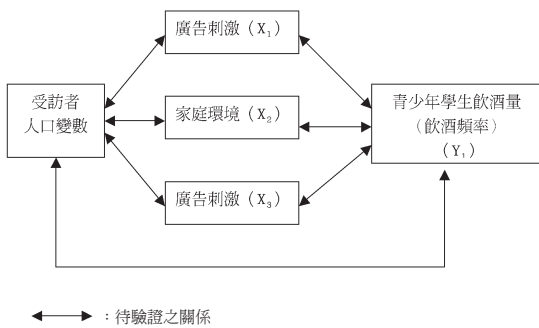 廣告刺激（X₁）
受訪者
人口變數
家庭環境（X₂）
青少年學生飲酒量
（飲酒頻率）
（Y₁）
廣告刺激（X₃）
：待驗證之關係